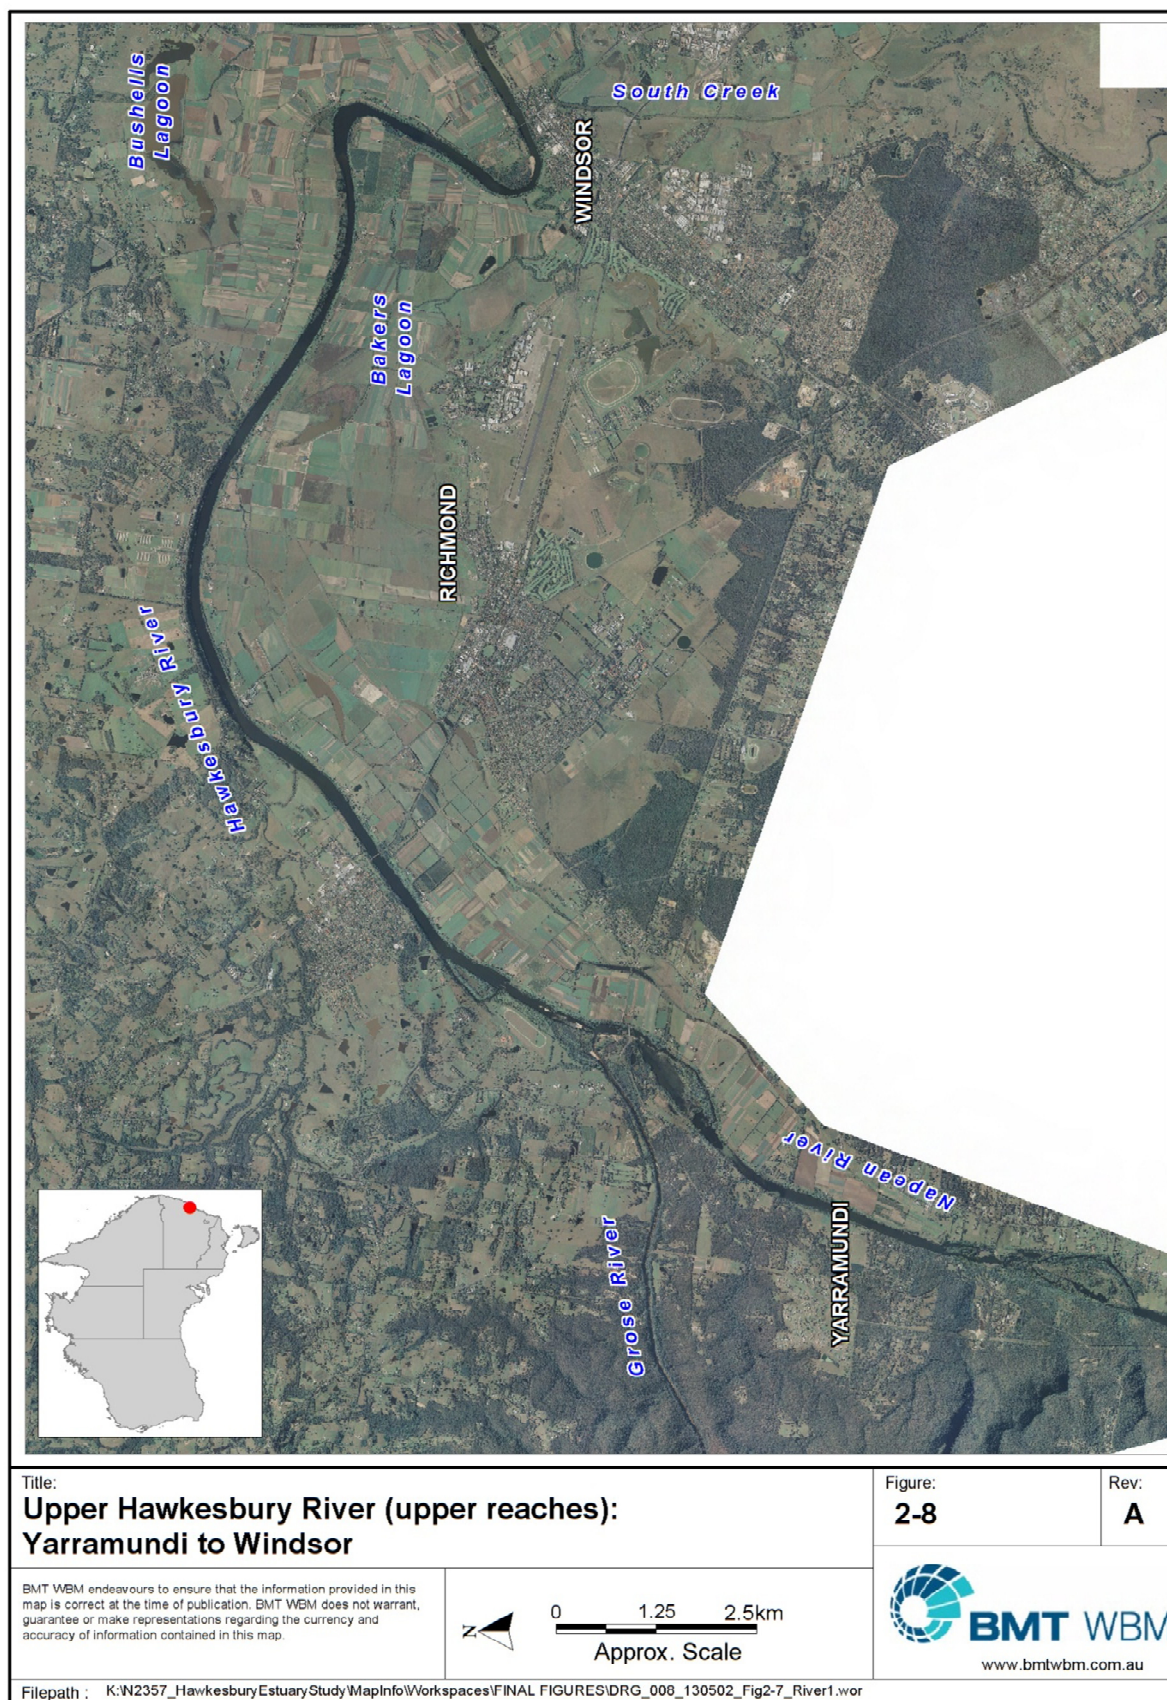 Bushells
Lagoon
South Creek
WINDSOR
Bakers
Lagoon
RICHMOND
Hawkesbury River
Napean River
Grose River
YARRAMUNDI
Title:
Upper Hawkesbury River (upper reaches):
Yarramundi to Windsor
Figure:
2-8
Rev:
A
BMT WBM endeavours to ensure that the information provided in this
map is correct at the time of publication. BMT WBM does not warrant,
guarantee or make representations regarding the currency and
accuracy of information contained in this map.
N
0 1.25 2.5km
Approx. Scale
BMT WBM
www.bmtwbm.com.au
Filepath : K:\N2357_HawkesburyEstuaryStudy\MapInfo\Workspaces\FINAL FIGURES\DRG_008_130502_Fig2-7_River1.wor